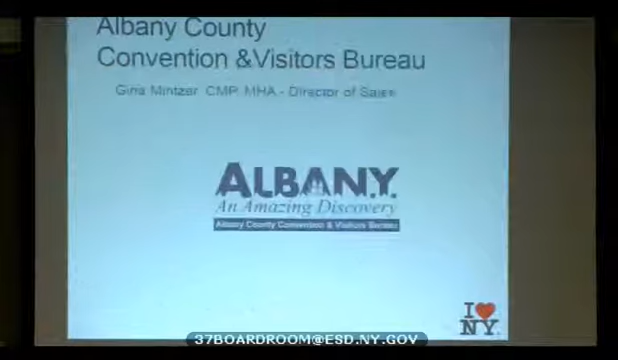 Albany County
Convention &Visitors Bureau
Gina Mintzer, CMP, MHA - Director of Sales
ALBANY.
An Amazing Discovery
Albany County Convention & Visitors Bureau
I ❤
NY.
37BOARDROOM@ESD.NY.GOV